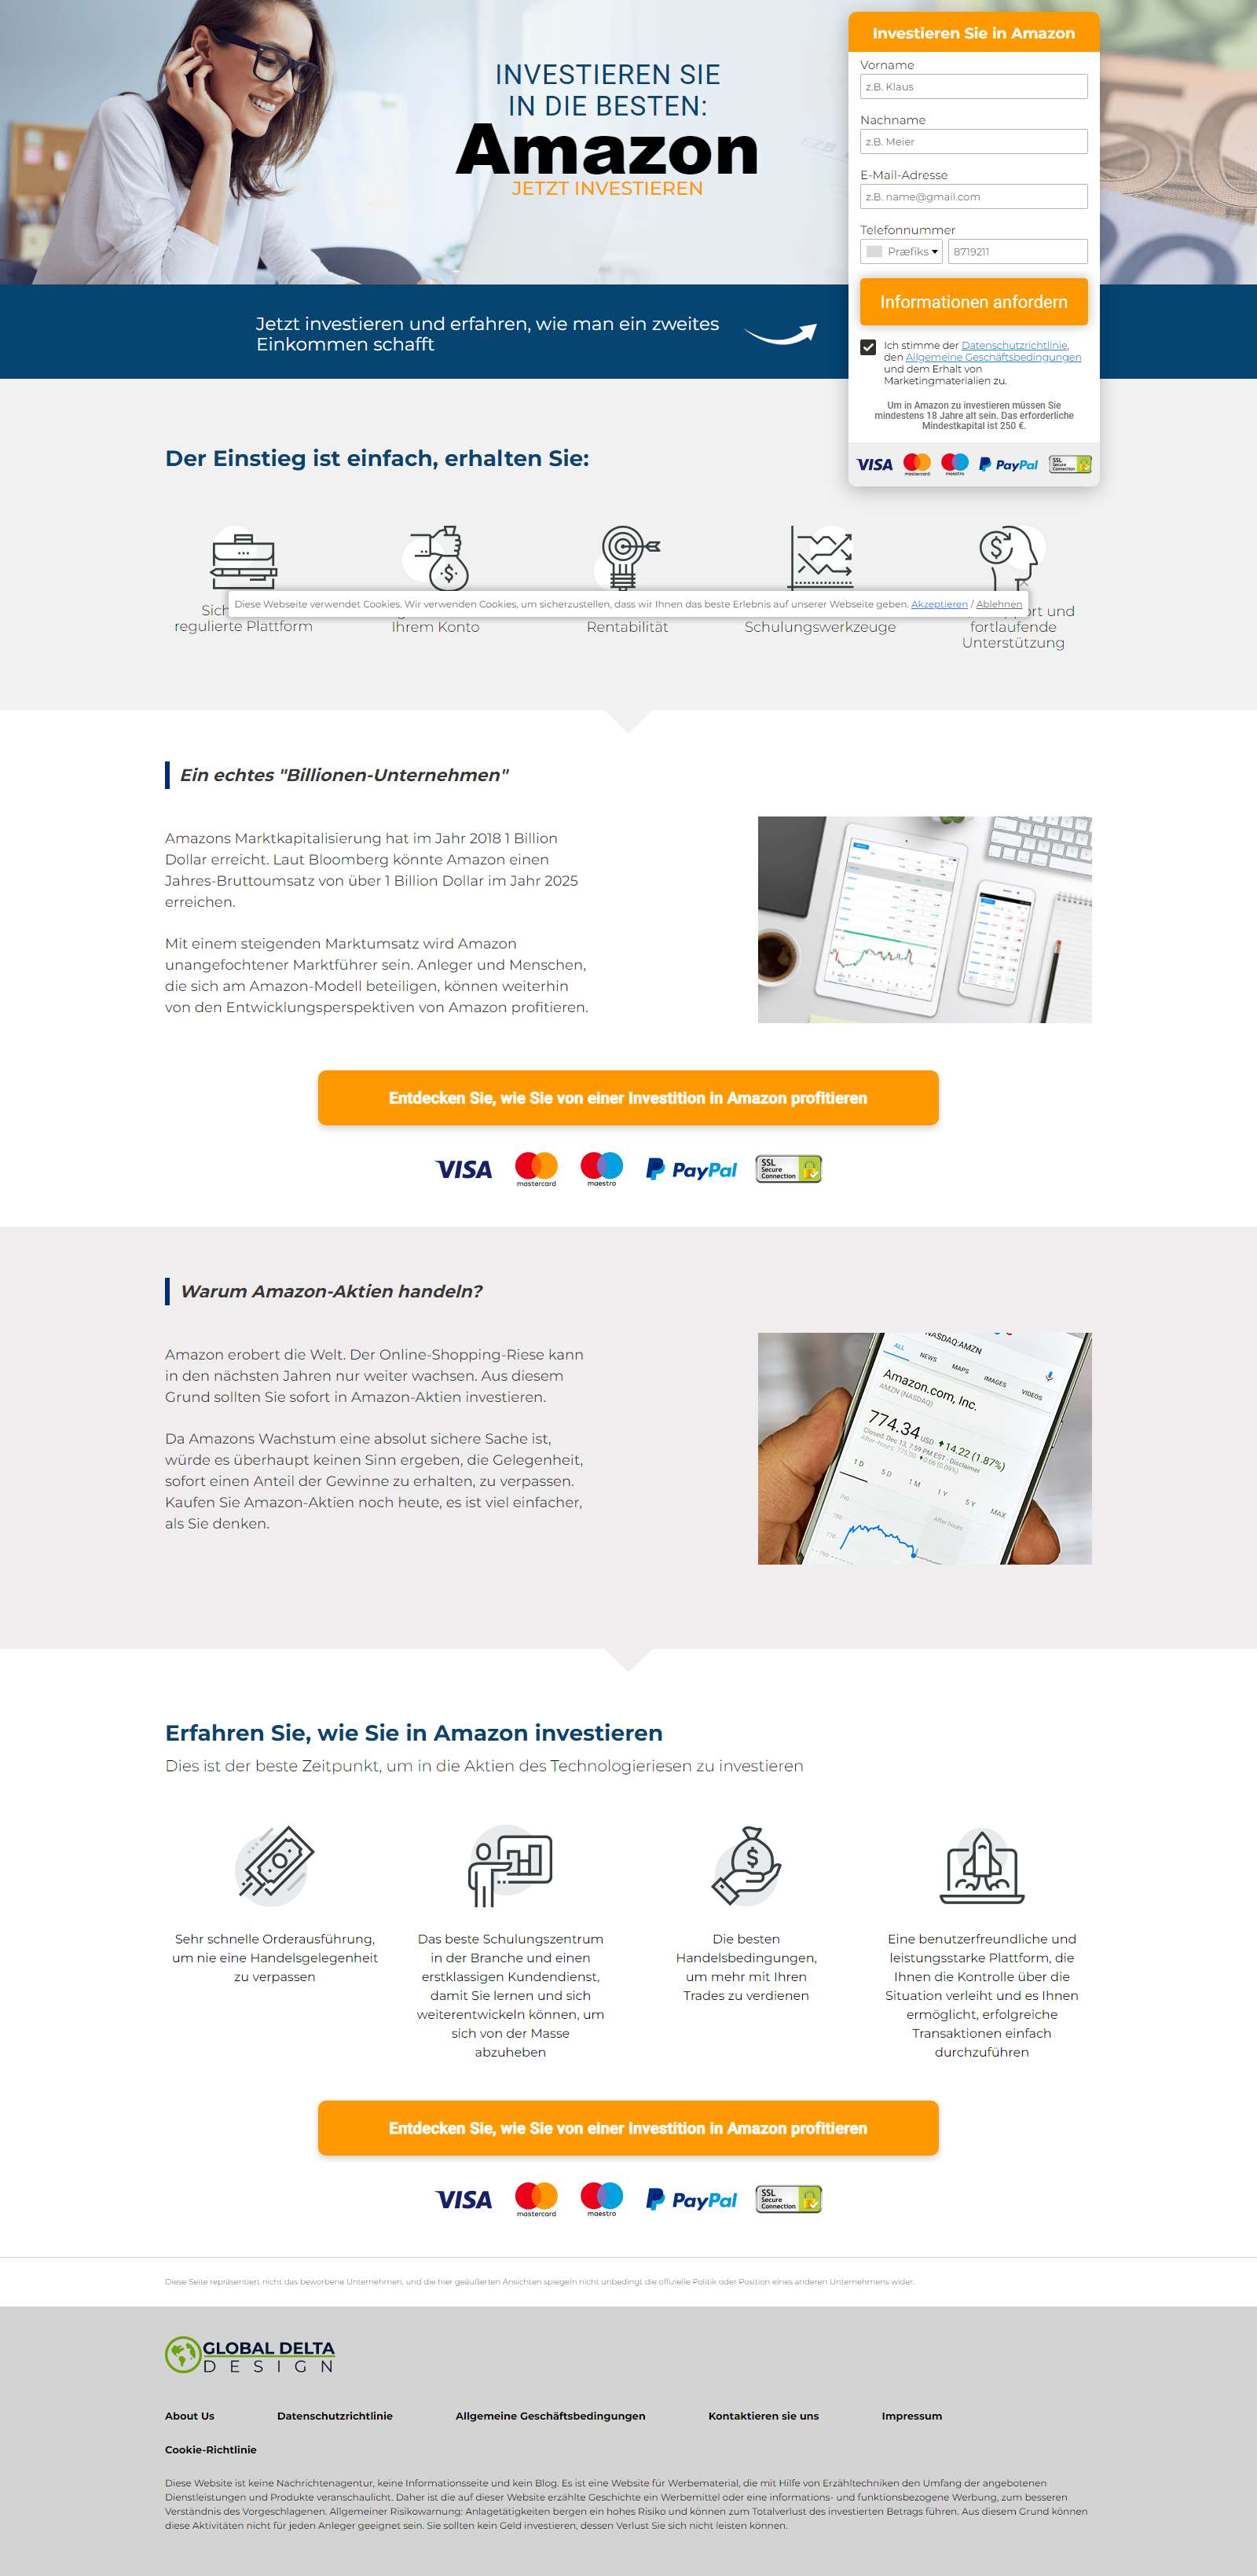 INVESTIEREN SIE
IN DIE BESTEN:
Amazon
JETZT INVESTIEREN
Investieren Sie in Amazon
Vorname
z.B. Klaus
Nachname
z.B. Meier
E-Mail-Adresse
z.B. name@gmail.com
Telefonnummer
Præfiks
8719211
Informationen anfordern
Ich stimme der Datenschutzrichtlinie,
den Allgemeine Geschäftsbedingungen
und dem Erhalt von
Marketingmaterialien zu.
Um in Amazon zu investieren müssen Sie
mindestens 18 Jahre alt sein. Das erforderliche
Mindestkapital ist 250 €.
VISA mastercard maestro PayPal SSL Secure Connection
Jetzt investieren und erfahren, wie man ein zweites
Einkommen schafft
Der Einstieg ist einfach, erhalten Sie:
Diese Webseite verwendet Cookies. Wir verwenden Cookies, um sicherzustellen, dass wir Ihnen das beste Erlebnis auf unserer Webseite geben. Akzeptieren / Ablehnen
regulierte Plattform
Ihrem Konto
Rentabilität
Schulungswerkzeuge
und
fortlaufende
Unterstützung
Ein echtes "Billionen-Unternehmen"
Amazons Marktkapitalisierung hat im Jahr 2018 1 Billion
Dollar erreicht. Laut Bloomberg könnte Amazon einen
Jahres-Bruttoumsatz von über 1 Billion Dollar im Jahr 2025
erreichen.
Mit einem steigenden Marktumsatz wird Amazon
unangefochtener Marktführer sein. Anleger und Menschen,
die sich am Amazon-Modell beteiligen, können weiterhin
von den Entwicklungsperspektiven von Amazon profitieren.
Entdecken Sie, wie Sie von einer Investition in Amazon profitieren
VISA mastercard maestro PayPal SSL Secure Connection
Warum Amazon-Aktien handeln?
Amazon erobert die Welt. Der Online-Shopping-Riese kann
in den nächsten Jahren nur weiter wachsen. Aus diesem
Grund sollten Sie sofort in Amazon-Aktien investieren.
Da Amazons Wachstum eine absolut sichere Sache ist,
würde es überhaupt keinen Sinn ergeben, die Gelegenheit,
sofort einen Anteil der Gewinne zu erhalten, zu verpassen.
Kaufen Sie Amazon-Aktien noch heute, es ist viel einfacher,
als Sie denken.
NASDAQ:AMZN
ALL NEWS MAPS IMAGES VIDEOS
Amazon.com, Inc.
AMZN (NASDAQ)
774.34 USD 14.22 (1.87%)
Closed: Dec 13, 7:59 PM EST · Disclaimer
After-hours: 775.00 0.66 (0.09%)
1 D 5 D 1 M 1 Y 5 Y MAX
After hours
Erfahren Sie, wie Sie in Amazon investieren
Dies ist der beste Zeitpunkt, um in die Aktien des Technologieriesen zu investieren
Sehr schnelle Orderausführung,
um nie eine Handelsgelegenheit
zu verpassen
Das beste Schulungszentrum
in der Branche und einen
erstklassigen Kundendienst,
damit Sie lernen und sich
weiterentwickeln können, um
sich von der Masse
abzuheben
Die besten
Handelsbedingungen,
um mehr mit Ihren
Trades zu verdienen
Eine benutzerfreundliche und
leistungsstarke Plattform, die
Ihnen die Kontrolle über die
Situation verleiht und es Ihnen
ermöglicht, erfolgreiche
Transaktionen einfach
durchzuführen
Entdecken Sie, wie Sie von einer Investition in Amazon profitieren
VISA mastercard maestro PayPal SSL Secure Connection
Diese Seite repräsentiert nicht das beworbene Unternehmen, und die hier geäußerten Ansichten spiegeln nicht unbedingt die offizielle Politik oder Position eines anderen Unternehmens wider.
GLOBAL DELTA
DESIGN
About Us Datenschutzrichtlinie Allgemeine Geschäftsbedingungen Kontaktieren sie uns Impressum
Cookie-Richtlinie
Diese Website ist keine Nachrichtenagentur, keine Informationsseite und kein Blog. Es ist eine Website für Werbematerial, die mit Hilfe von Erzähltechniken den Umfang der angebotenen
Dienstleistungen und Produkte veranschaulicht. Daher ist die auf dieser Website erzählte Geschichte ein Werbemittel oder eine informations- und funktionsbezogene Werbung, zum besseren
Verständnis des Vorgeschlagenen. Allgemeiner Risikowarnung: Anlagetätigkeiten bergen ein hohes Risiko und können zum Totalverlust des investierten Betrags führen. Aus diesem Grund können
diese Aktivitäten nicht für jeden Anleger geeignet sein. Sie sollten kein Geld investieren, dessen Verlust Sie sich nicht leisten können.